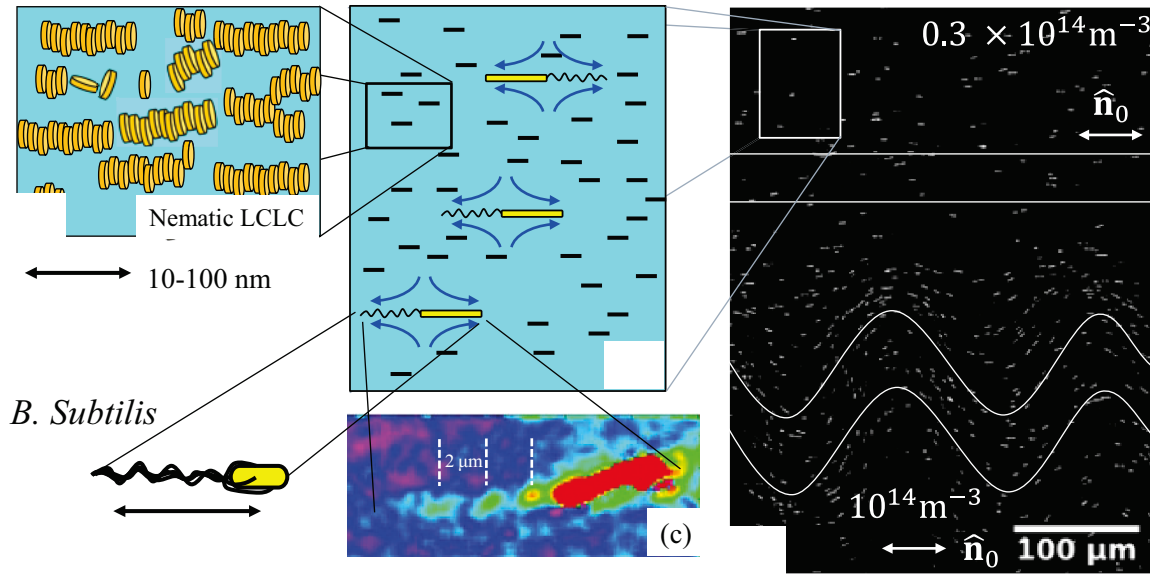 Nematic LCLC
10-100 nm
B. Subtilis
2 μm
(c)
0.3 × 10¹⁴m⁻³
n̂₀
10¹⁴m⁻³
n̂₀
100 μm